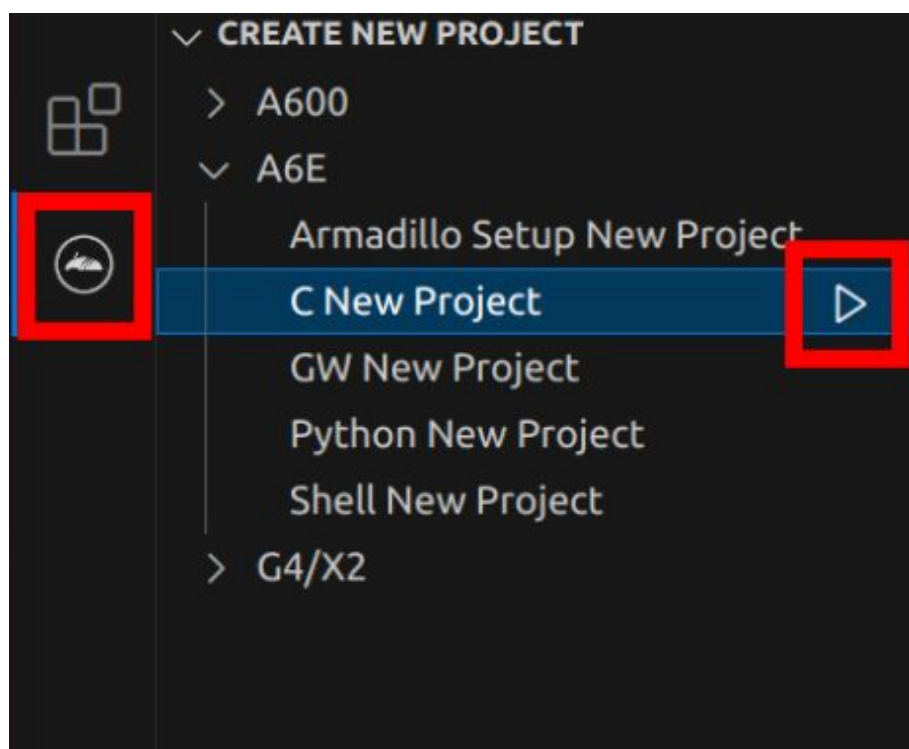 CREATE NEW PROJECT
A600
A6E
Armadillo Setup New Project
C New Project
GW New Project
Python New Project
Shell New Project
G4/X2